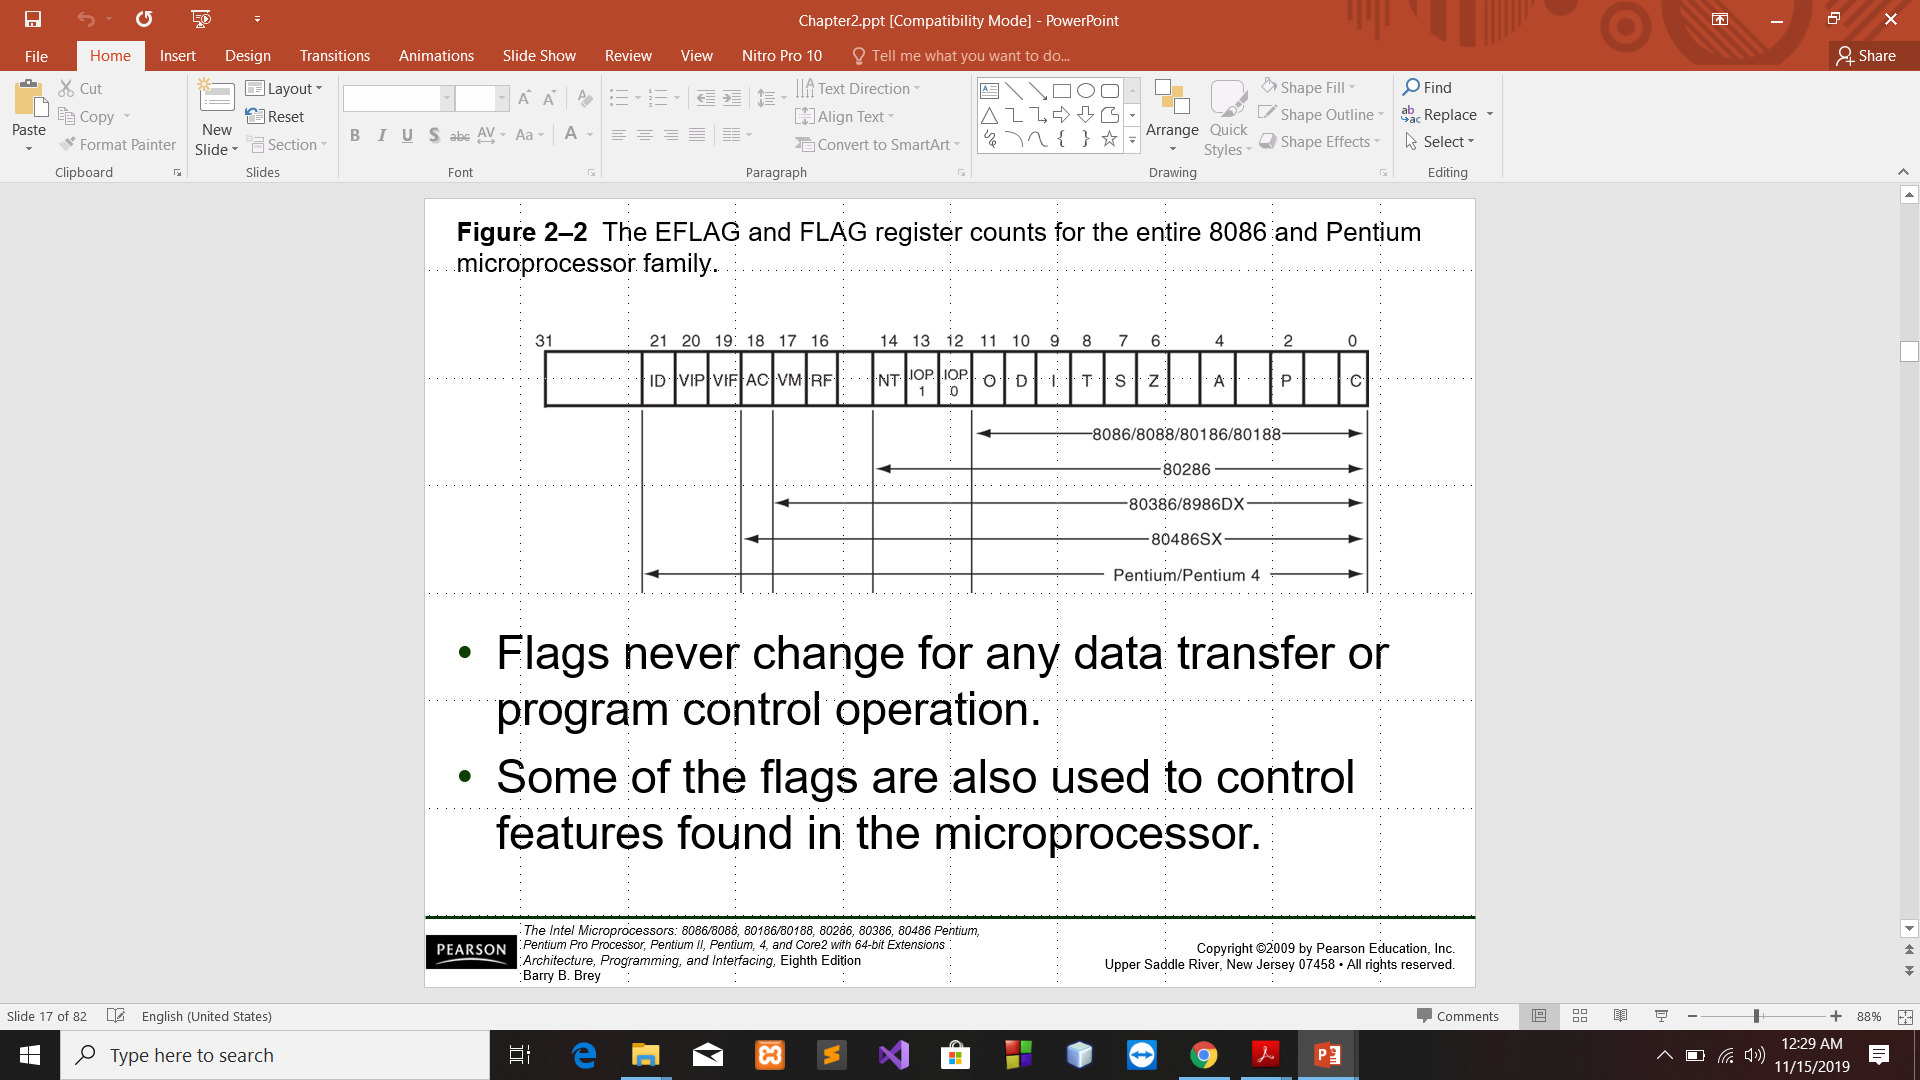 Chapter2.ppt [Compatibility Mode] - PowerPoint
File Home Insert Design Transitions Animations Slide Show Review View Nitro Pro 10 Tell me what you want to do... Share
Paste
Cut
Copy
Format Painter
Clipboard
New Slide
Layout
Reset
Section
Slides
B I U S abc AV Aa A
Font
Text Direction
Align Text
Convert to SmartArt
Paragraph
Arrange
Quick Styles
Shape Fill
Shape Outline
Shape Effects
Drawing
Find
Replace
Select
Editing
Figure 2–2 The EFLAG and FLAG register counts for the entire 8086 and Pentium
microprocessor family.
31 21 20 19 18 17 16 14 13 12 11 10 9 8 7 6 4 2 0
ID VIP VIF AC VM RF NT IOP 1 IOP 0 O D I T S Z A P C
8086/8088/80186/80188
80286
80386/8986DX
80486SX
Pentium/Pentium 4
• Flags never change for any data transfer or
program control operation.
• Some of the flags are also used to control
features found in the microprocessor.
PEARSON
The Intel Microprocessors: 8086/8088, 80186/80188, 80286, 80386, 80486 Pentium,
Pentium Pro Processor, Pentium II, Pentium, 4, and Core2 with 64-bit Extensions
Architecture, Programming, and Interfacing, Eighth Edition
Barry B. Brey
Copyright ©2009 by Pearson Education, Inc.
Upper Saddle River, New Jersey 07458 • All rights reserved.
Slide 17 of 82 English (United States) Comments 88%
Type here to search
12:29 AM
11/15/2019